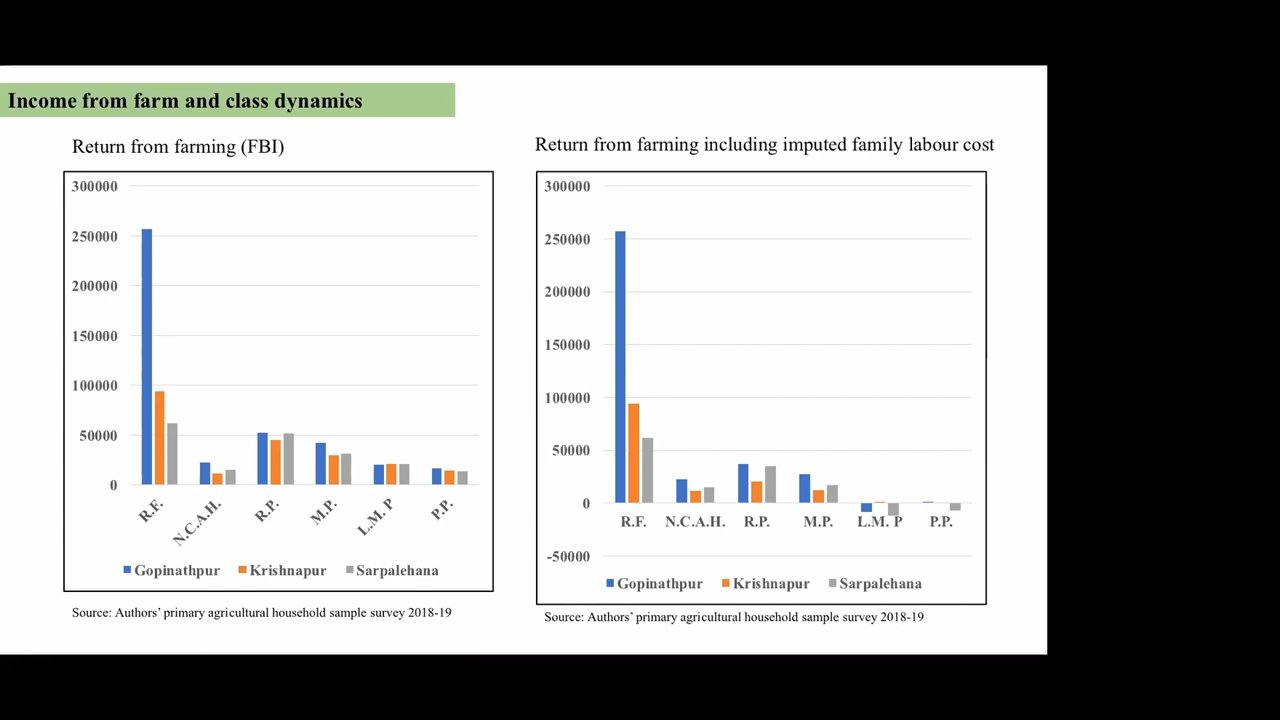 Income from farm and class dynamics
Return from farming (FBI)
300000
250000
200000
150000
100000
50000
0
R.F. N.C.A.H. R.P. M.P. L.M. P P.P.
Gopinathpur Krishnapur Sarpalehana
Source: Authors’ primary agricultural household sample survey 2018-19
Return from farming including imputed family labour cost
300000
250000
200000
150000
100000
50000
0
R.F. N.C.A.H. R.P. M.P. L.M. P P.P.
-50000
Gopinathpur Krishnapur Sarpalehana
Source: Authors’ primary agricultural household sample survey 2018-19